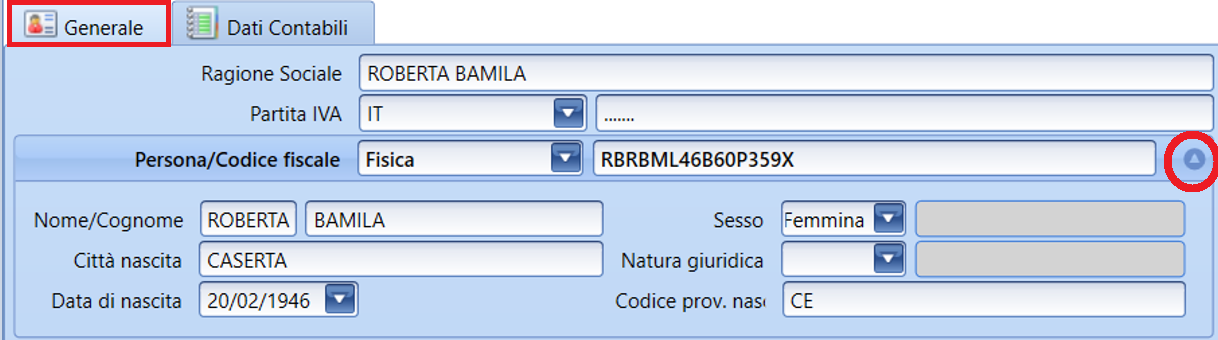 Generale Dati Contabili
Ragione Sociale ROBERTA BAMILA
Partita IVA IT .......
Persona/Codice fiscale Fisica RBRBML46B60P359X
Nome/Cognome ROBERTA BAMILA Sesso Femmina
Città nascita CASERTA Natura giuridica
Data di nascita 20/02/1946 Codice prov. nasc CE